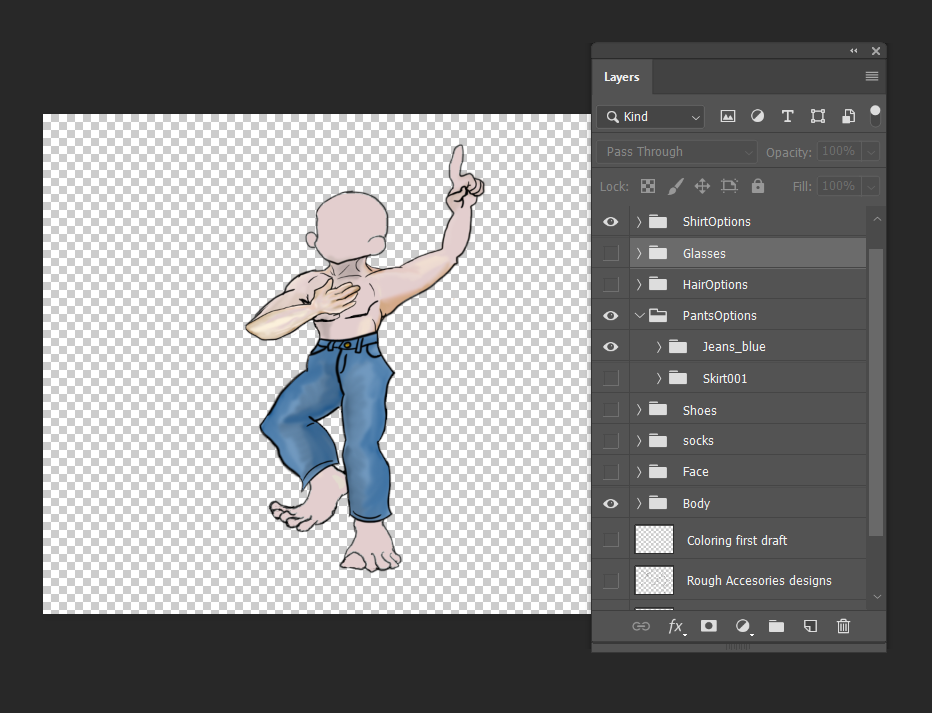 Layers
Kind
T
Pass Through Opacity: 100%
Lock: Fill: 100%
ShirtOptions
Glasses
HairOptions
PantsOptions
Jeans_blue
Skirt001
Shoes
socks
Face
Body
Coloring first draft
Rough Accesories designs
fx